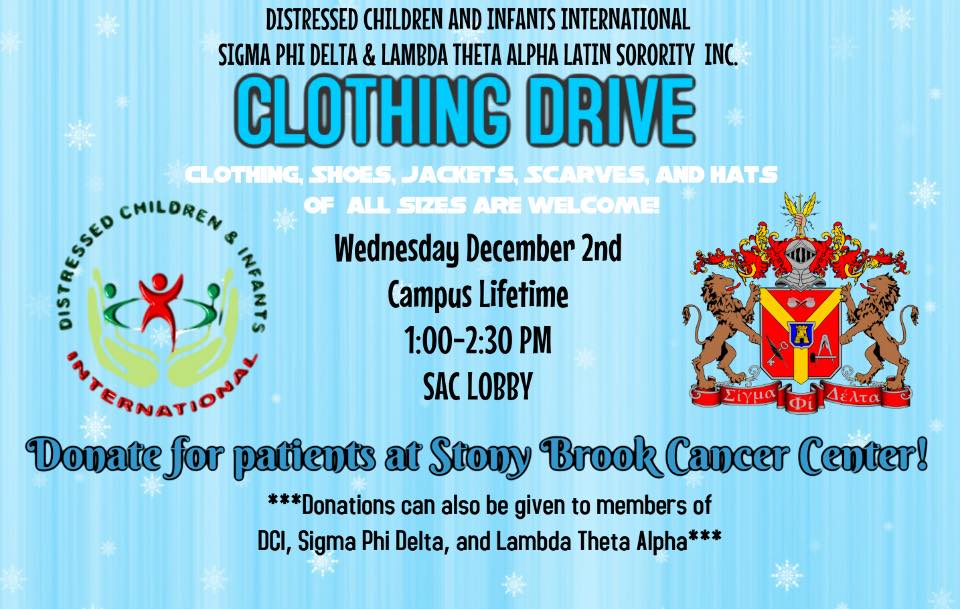 DISTRESSED CHILDREN AND INFANTS INTERNATIONAL
SIGMA PHI DELTA & LAMBDA THETA ALPHA LATIN SORORITY INC.
CLOTHING DRIVE
CLOTHING, SHOES, JACKETS, SCARVES, AND HATS
OF ALL SIZES ARE WELCOME!
DISTRESSED CHILDREN & INFANTS
INTERNATIONAL
Wednesday December 2nd
Campus Lifetime
1:00-2:30 PM
SAC LOBBY
Σίγμα Φί Δέλτα
Donate for patients at Stony Brook Cancer Center!
***Donations can also be given to members of
DCI, Sigma Phi Delta, and Lambda Theta Alpha***